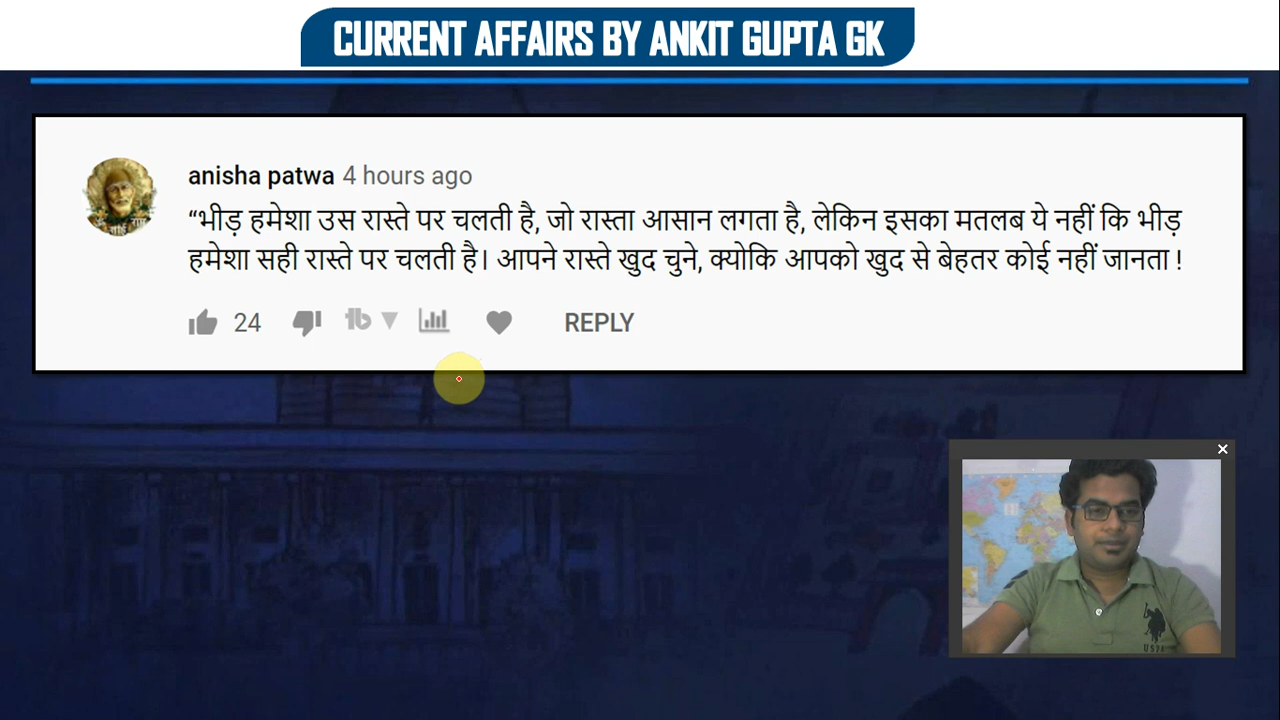 CURRENT AFFAIRS BY ANKIT GUPTA GK
anisha patwa 4 hours ago
“भीड़ हमेशा उस रास्ते पर चलती है, जो रास्ता आसान लगता है, लेकिन इसका मतलब ये नहीं कि भीड़
हमेशा सही रास्ते पर चलती है। आपने रास्ते खुद चुने, क्योकि आपको खुद से बेहतर कोई नहीं जानता !
24
REPLY